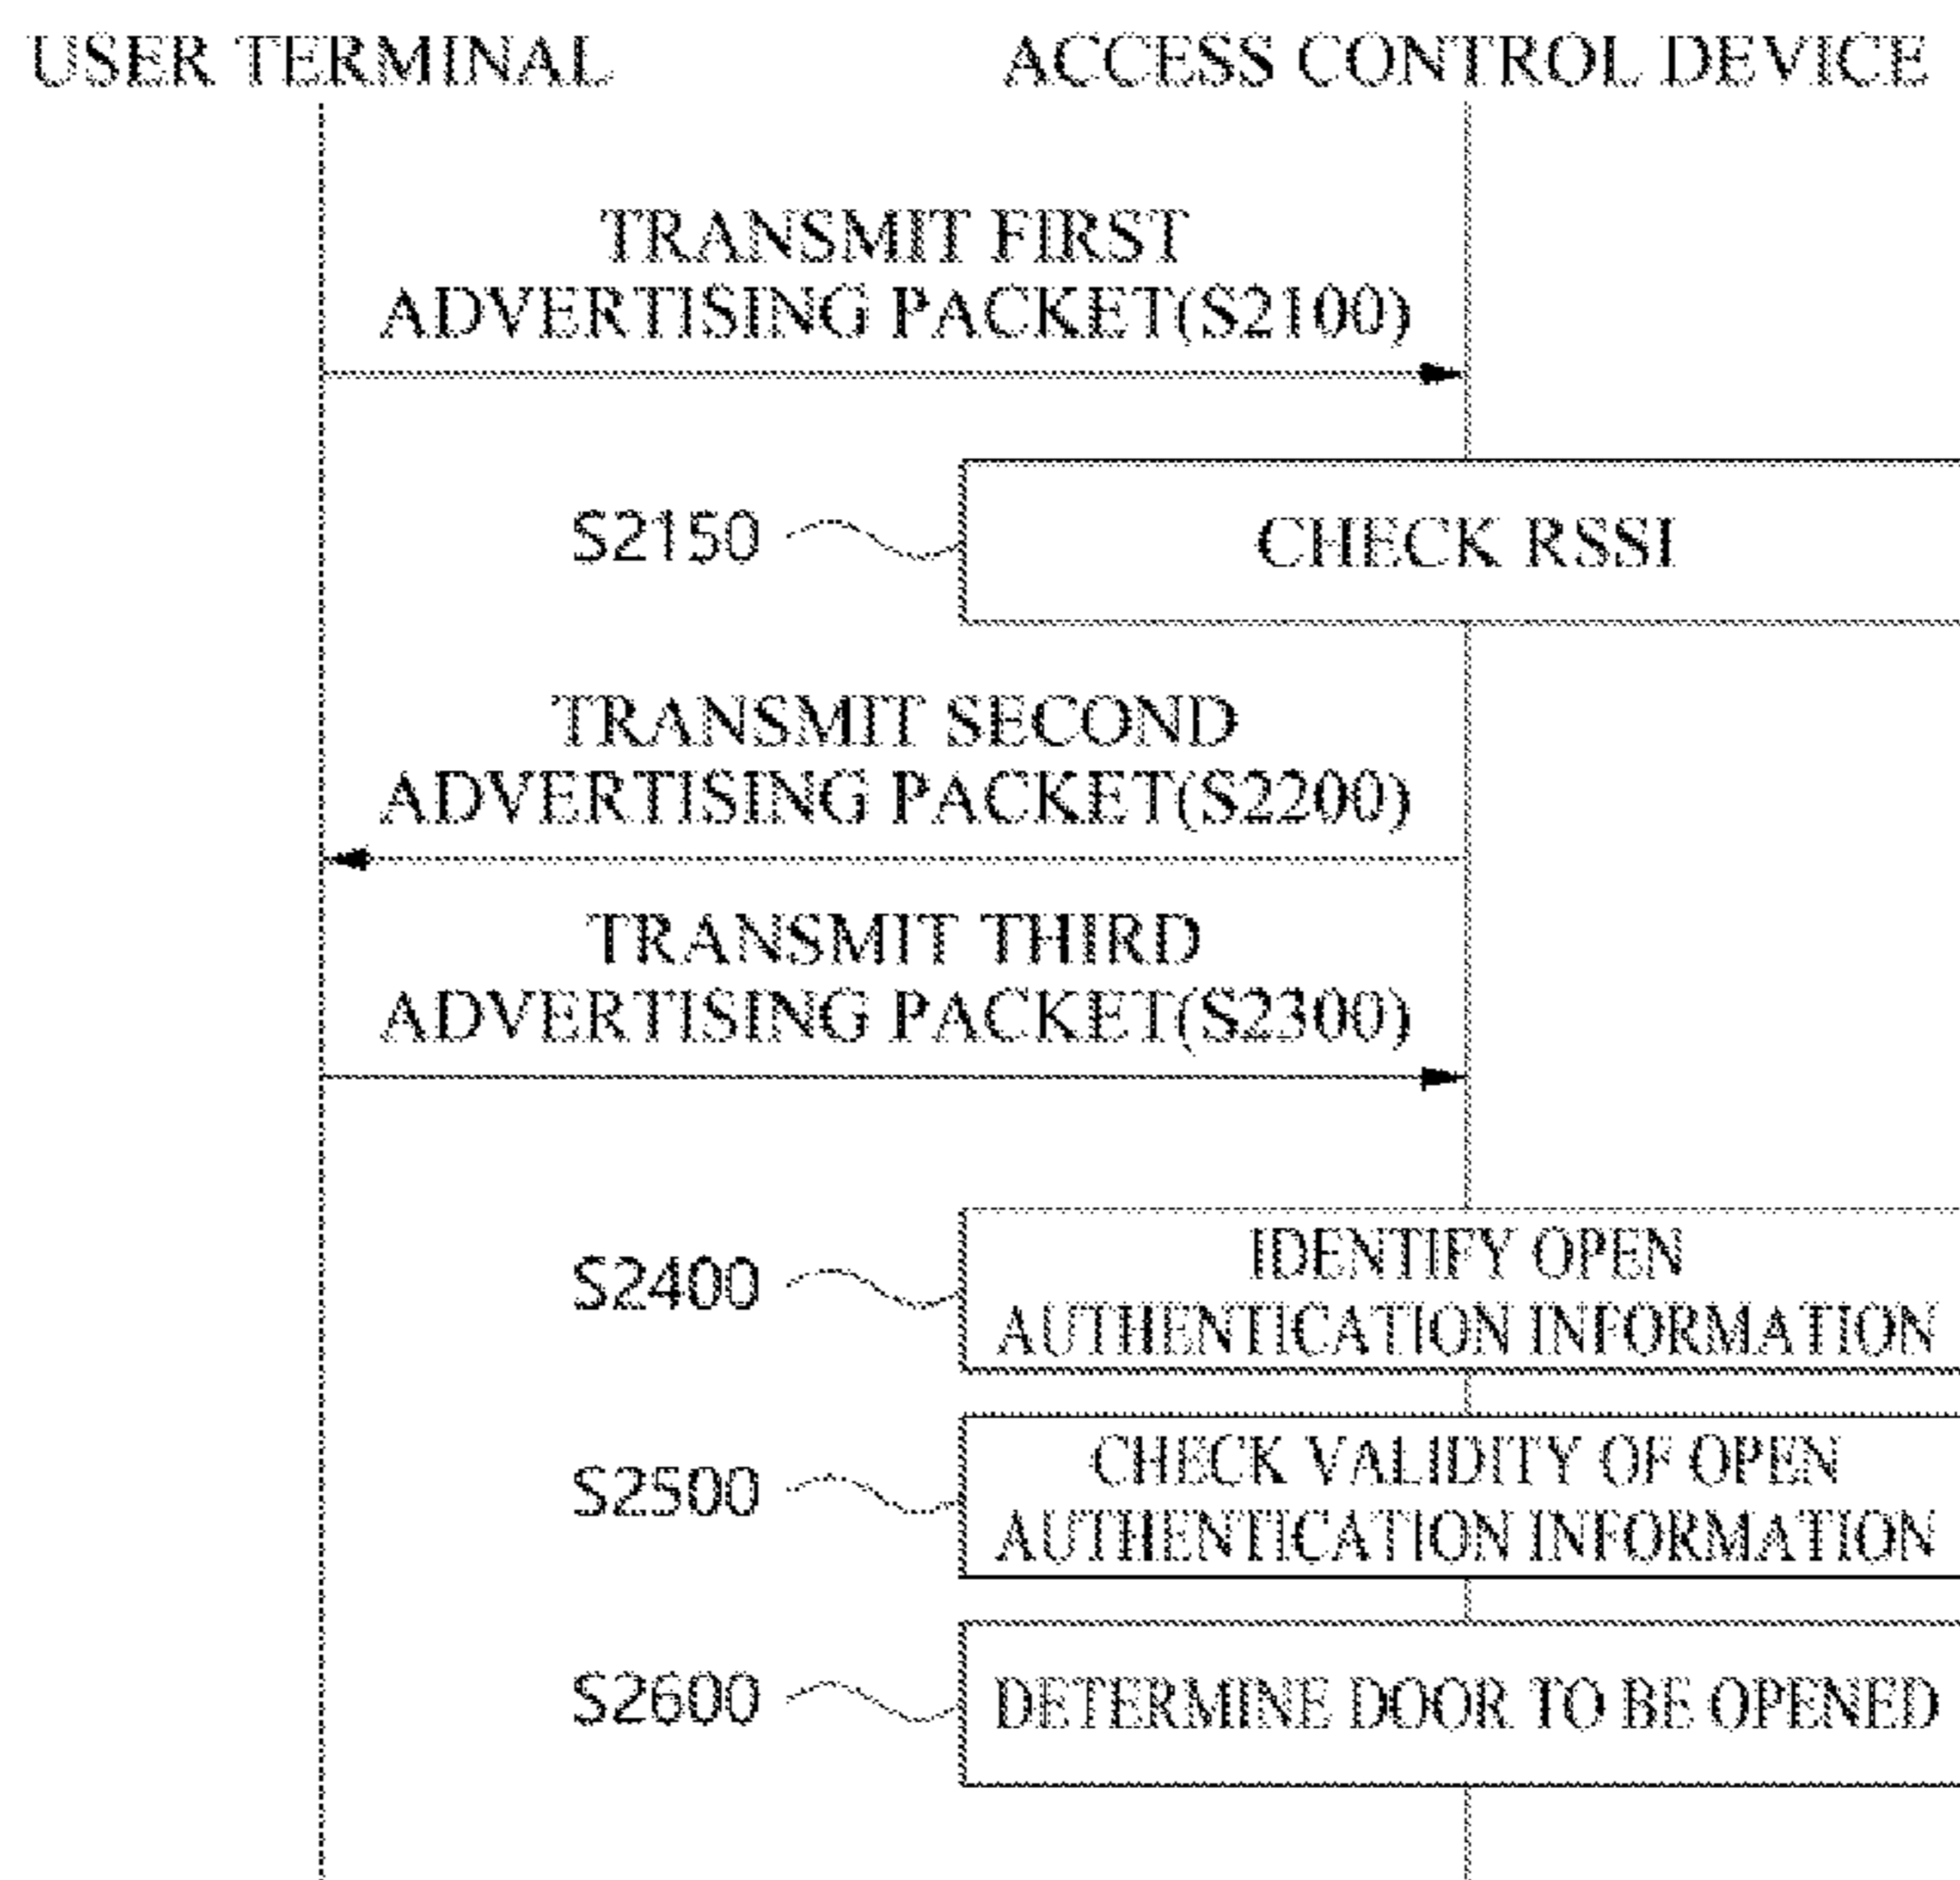 USER TERMINAL
ACCESS CONTROL DEVICE
TRANSMIT FIRST
ADVERTISING PACKET(S2100)
S2150
CHECK RSSI
TRANSMIT SECOND
ADVERTISING PACKET(S2200)
TRANSMIT THIRD
ADVERTISING PACKET(S2300)
S2400
IDENTIFY OPEN
AUTHENTICATION INFORMATION
S2500
CHECK VALIDITY OF OPEN
AUTHENTICATION INFORMATION
S2600
DETERMINE DOOR TO BE OPENED